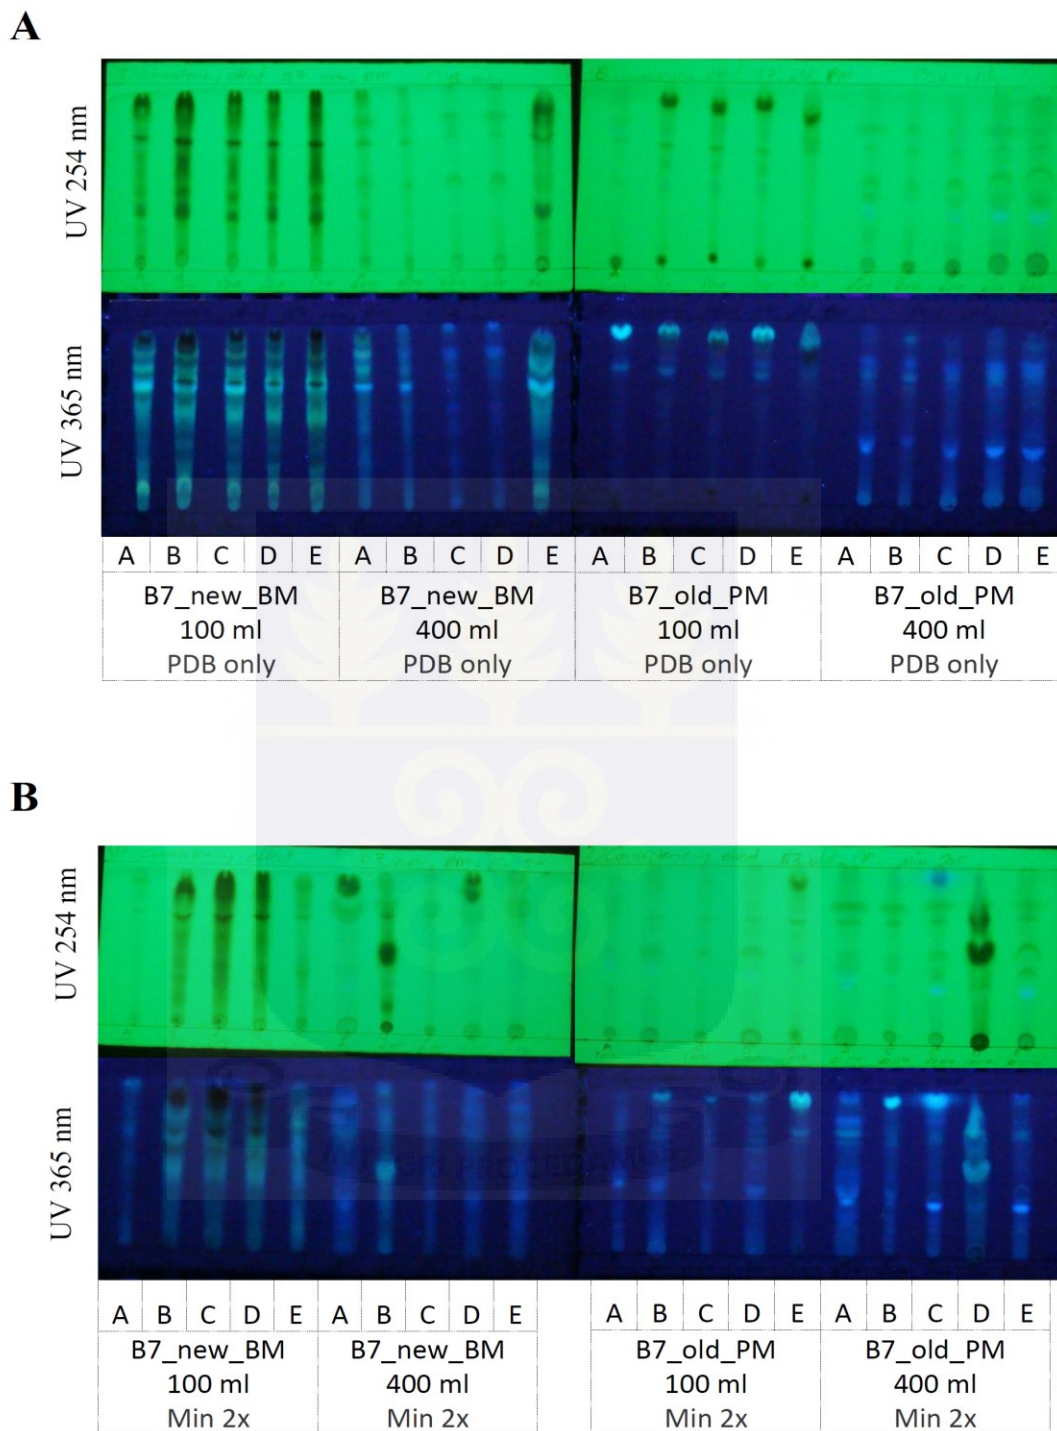 A
UV 254 nm
UV 365 nm
A B C D E A B C D E A B C D E A B C D E
B7_new_BM B7_new_BM B7_old_PM B7_old_PM
100 ml 400 ml 100 ml 400 ml
PDB only PDB only PDB only PDB only
B
UV 254 nm
UV 365 nm
A B C D E A B C D E A B C D E A B C D E
B7_new_BM B7_new_BM B7_old_PM B7_old_PM
100 ml 400 ml 100 ml 400 ml
Min 2x Min 2x Min 2x Min 2x